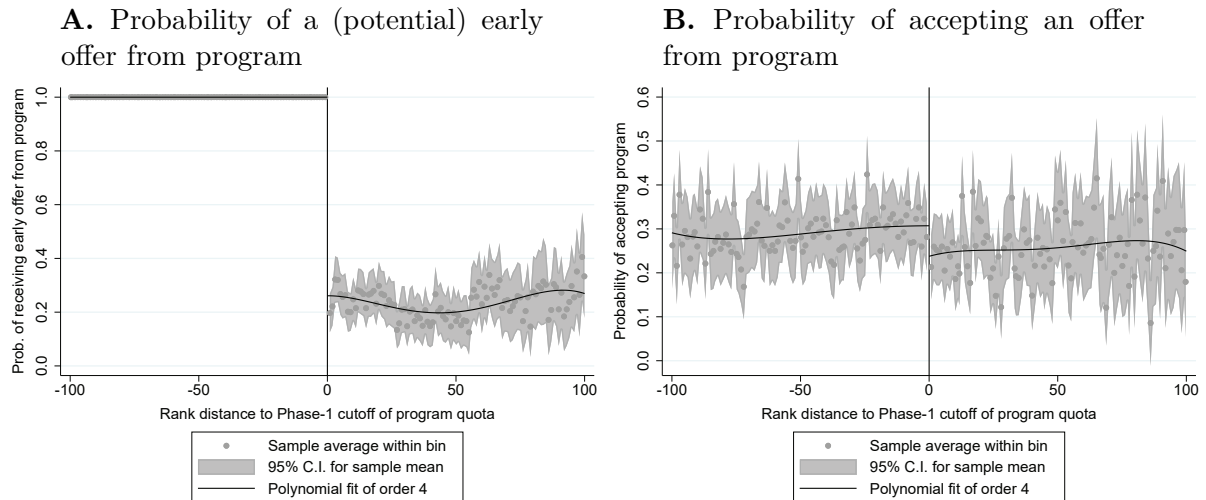 A. Probability of a (potential) early
offer from program
Prob. of receiving early offer from program
1.0
0.8
0.6
0.4
0.2
0.0
-100
-50
0
50
100
Rank distance to Phase-1 cutoff of program quota
Sample average within bin
95% C.I. for sample mean
Polynomial fit of order 4
B. Probability of accepting an offer
from program
Probability of accepting program
0.6
0.5
0.4
0.3
0.2
0.1
0.0
-100
-50
0
50
100
Rank distance to Phase-1 cutoff of program quota
Sample average within bin
95% C.I. for sample mean
Polynomial fit of order 4